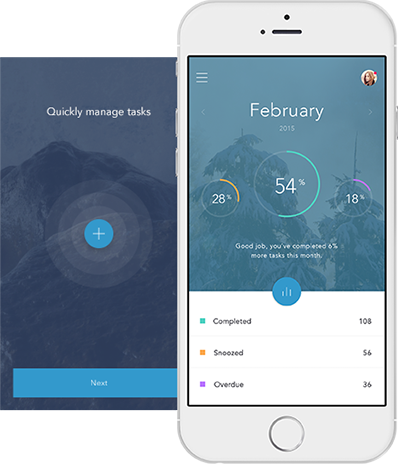 Quickly manage tasks
Next
February
2015
28%
54%
18%
Good job, you've completed 6%
more tasks this month.
Completed 108
Snoozed 56
Overdue 36